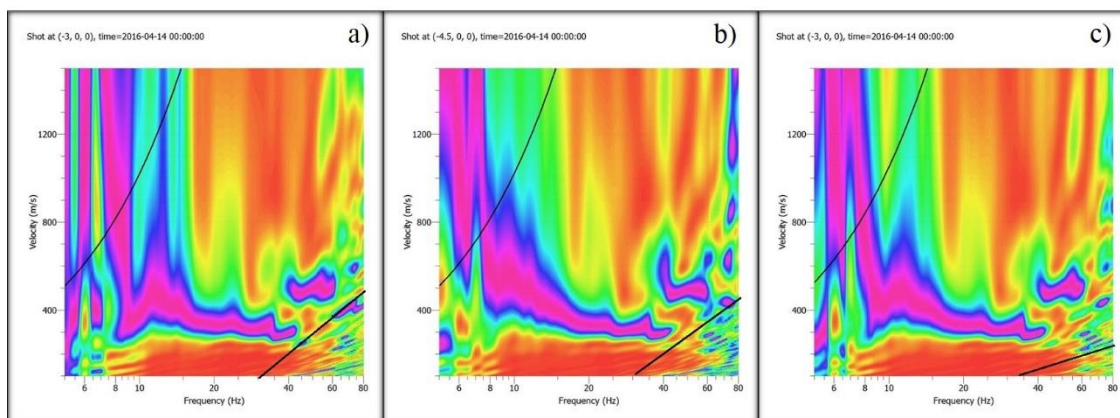 Shot at (-3, 0, 0), time=2016-04-14 00:00:00
a)
1200
800
400
Velocity (m/s)
6
8
10
20
40
60
80
Frequency (Hz)
Shot at (-4.5, 0, 0), time=2016-04-14 00:00:00
b)
1200
800
400
Velocity (m/s)
6
8
10
20
40
60
80
Frequency (Hz)
Shot at (-3, 0, 0), time=2016-04-14 00:00:00
c)
1200
800
400
Velocity (m/s)
6
8
10
20
40
60
80
Frequency (Hz)